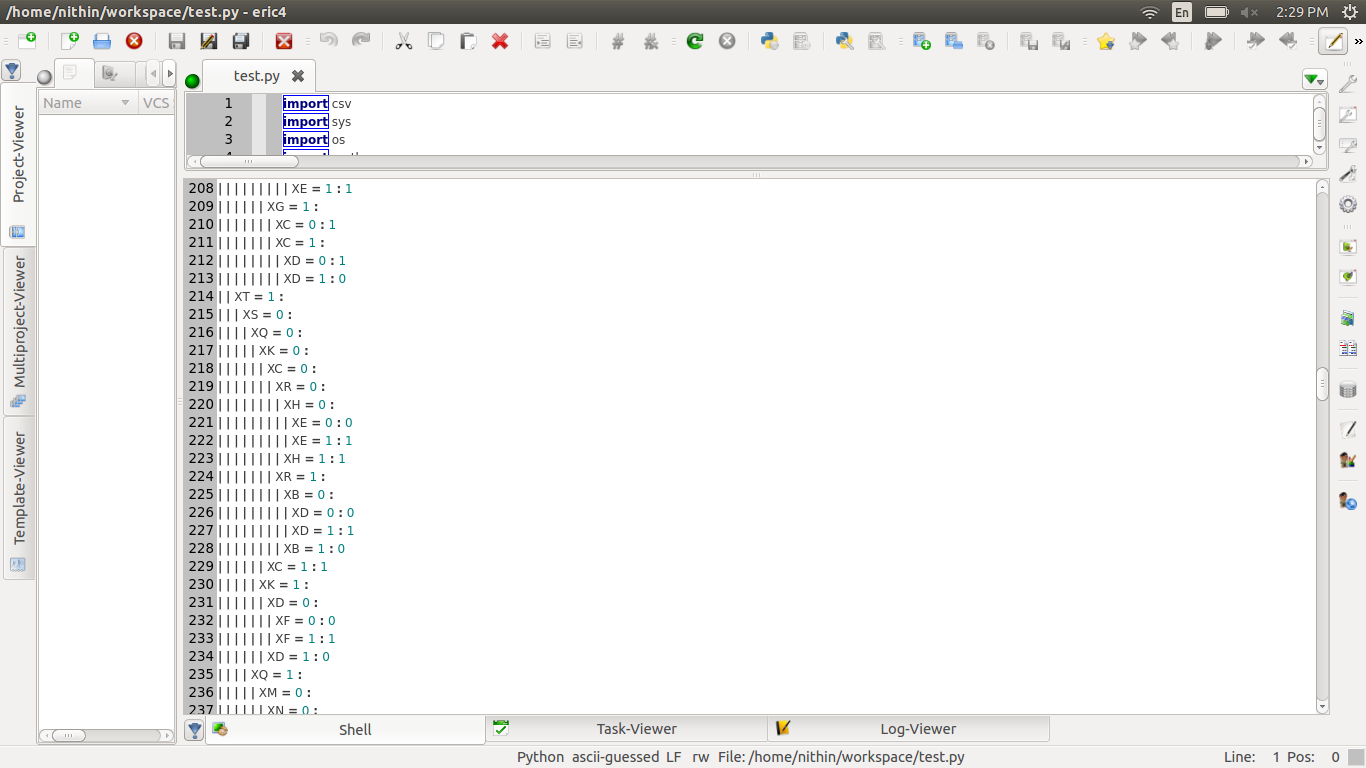 /home/nithin/workspace/test.py - eric4
En
2:29 PM
test.py
Name
VCS
Project-Viewer
Multiproject-Viewer
Template-Viewer
1 import csv
2 import sys
3 import os
208 | | | | | | | | | XE = 1 : 1
209 | | | | | | XG = 1 :
210 | | | | | | | XC = 0 : 1
211 | | | | | | | XC = 1 :
212 | | | | | | | | XD = 0 : 1
213 | | | | | | | | XD = 1 : 0
214 | | XT = 1 :
215 | | | XS = 0 :
216 | | | | XQ = 0 :
217 | | | | | XK = 0 :
218 | | | | | | XC = 0 :
219 | | | | | | | XR = 0 :
220 | | | | | | | | XH = 0 :
221 | | | | | | | | | XE = 0 : 0
222 | | | | | | | | | XE = 1 : 1
223 | | | | | | | | XH = 1 : 1
224 | | | | | | | XR = 1 :
225 | | | | | | | | XB = 0 :
226 | | | | | | | | | XD = 0 : 0
227 | | | | | | | | | XD = 1 : 1
228 | | | | | | | | XB = 1 : 0
229 | | | | | | XC = 1 : 1
230 | | | | | XK = 1 :
231 | | | | | | XD = 0 :
232 | | | | | | | XF = 0 : 0
233 | | | | | | | XF = 1 : 1
234 | | | | | | XD = 1 : 0
235 | | | | XQ = 1 :
236 | | | | | XM = 0 :
237 | | | | | | XN = 0 :
Shell
Task-Viewer
Log-Viewer
Python ascii-guessed LF rw File: /home/nithin/workspace/test.py Line: 1 Pos: 0